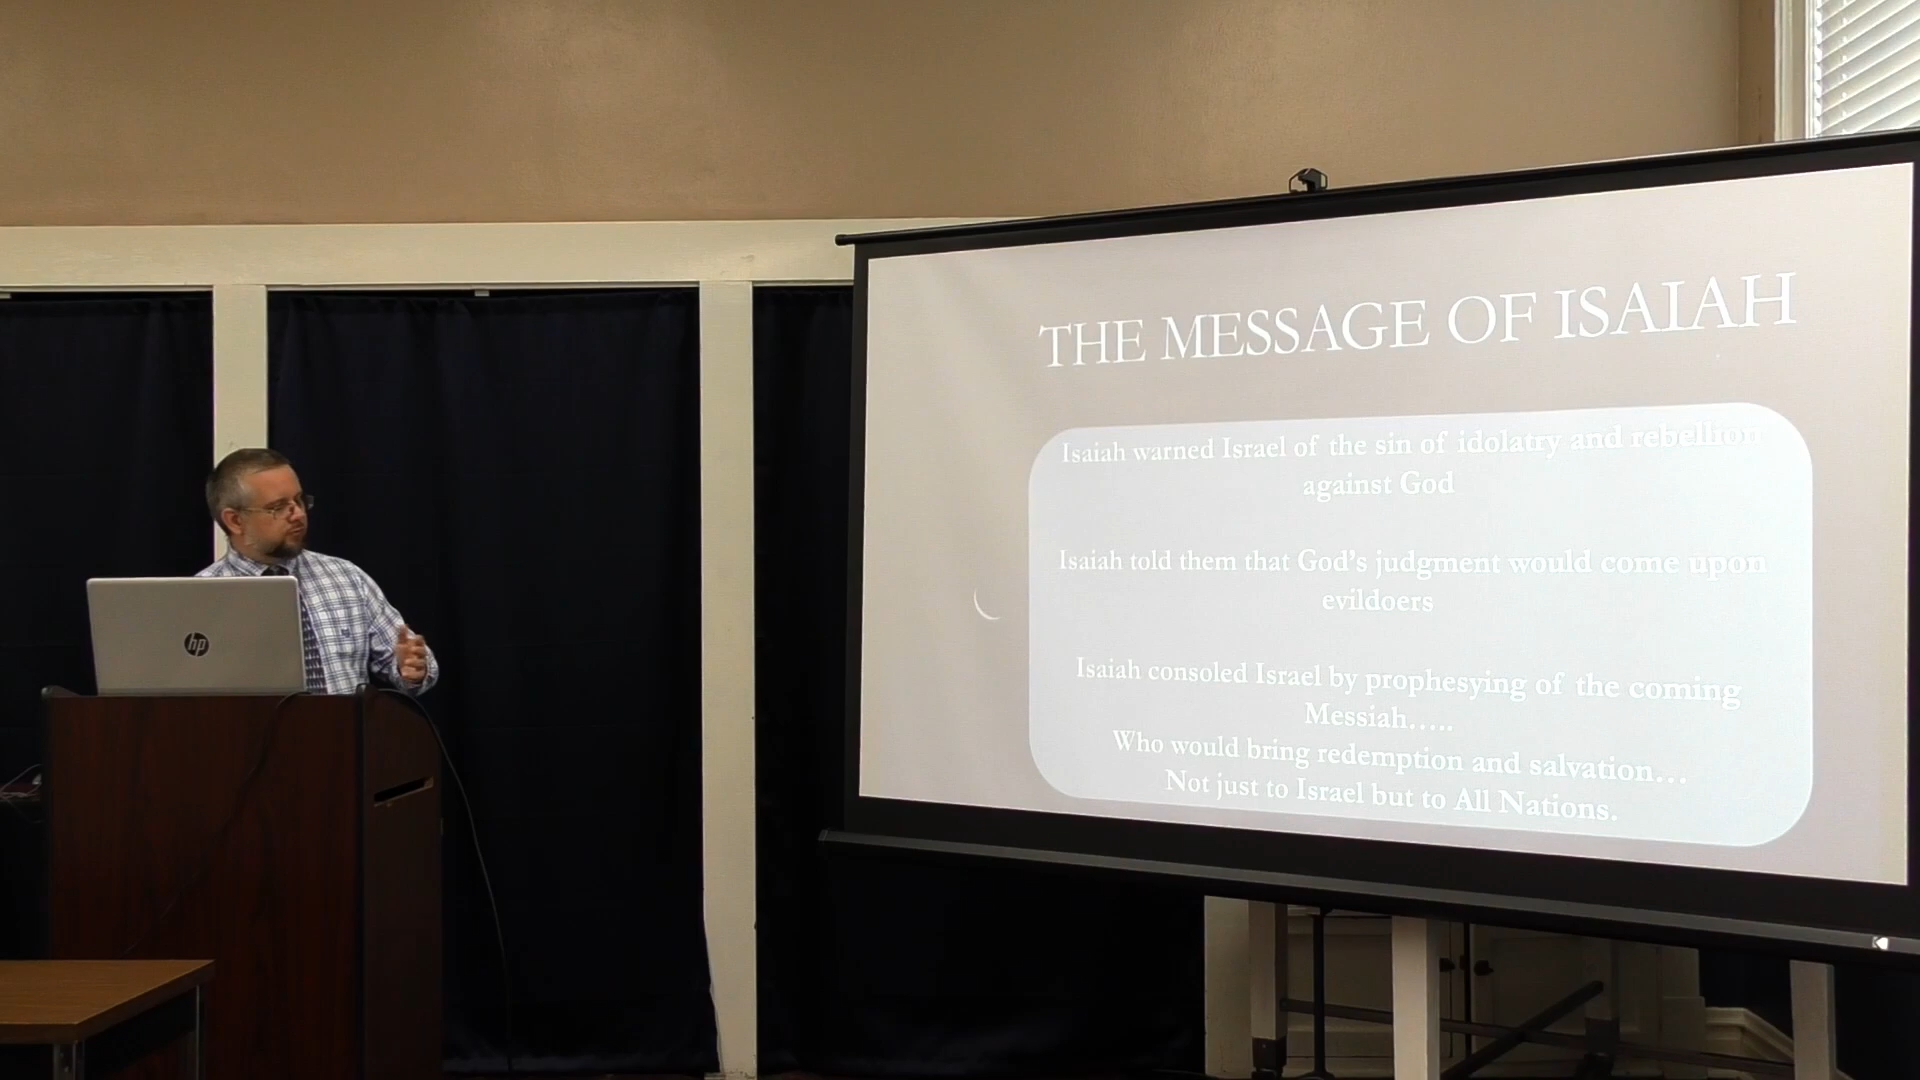 THE MESSAGE OF ISAIAH
Isaiah warned Israel of the sin of idolatry and rebellion
against God
Isaiah told them that God's judgment would come upon
evildoers
Isaiah consoled Israel by prophesying of the coming
Messiah.....
Who would bring redemption and salvation...
Not just to Israel but to All Nations.
hp